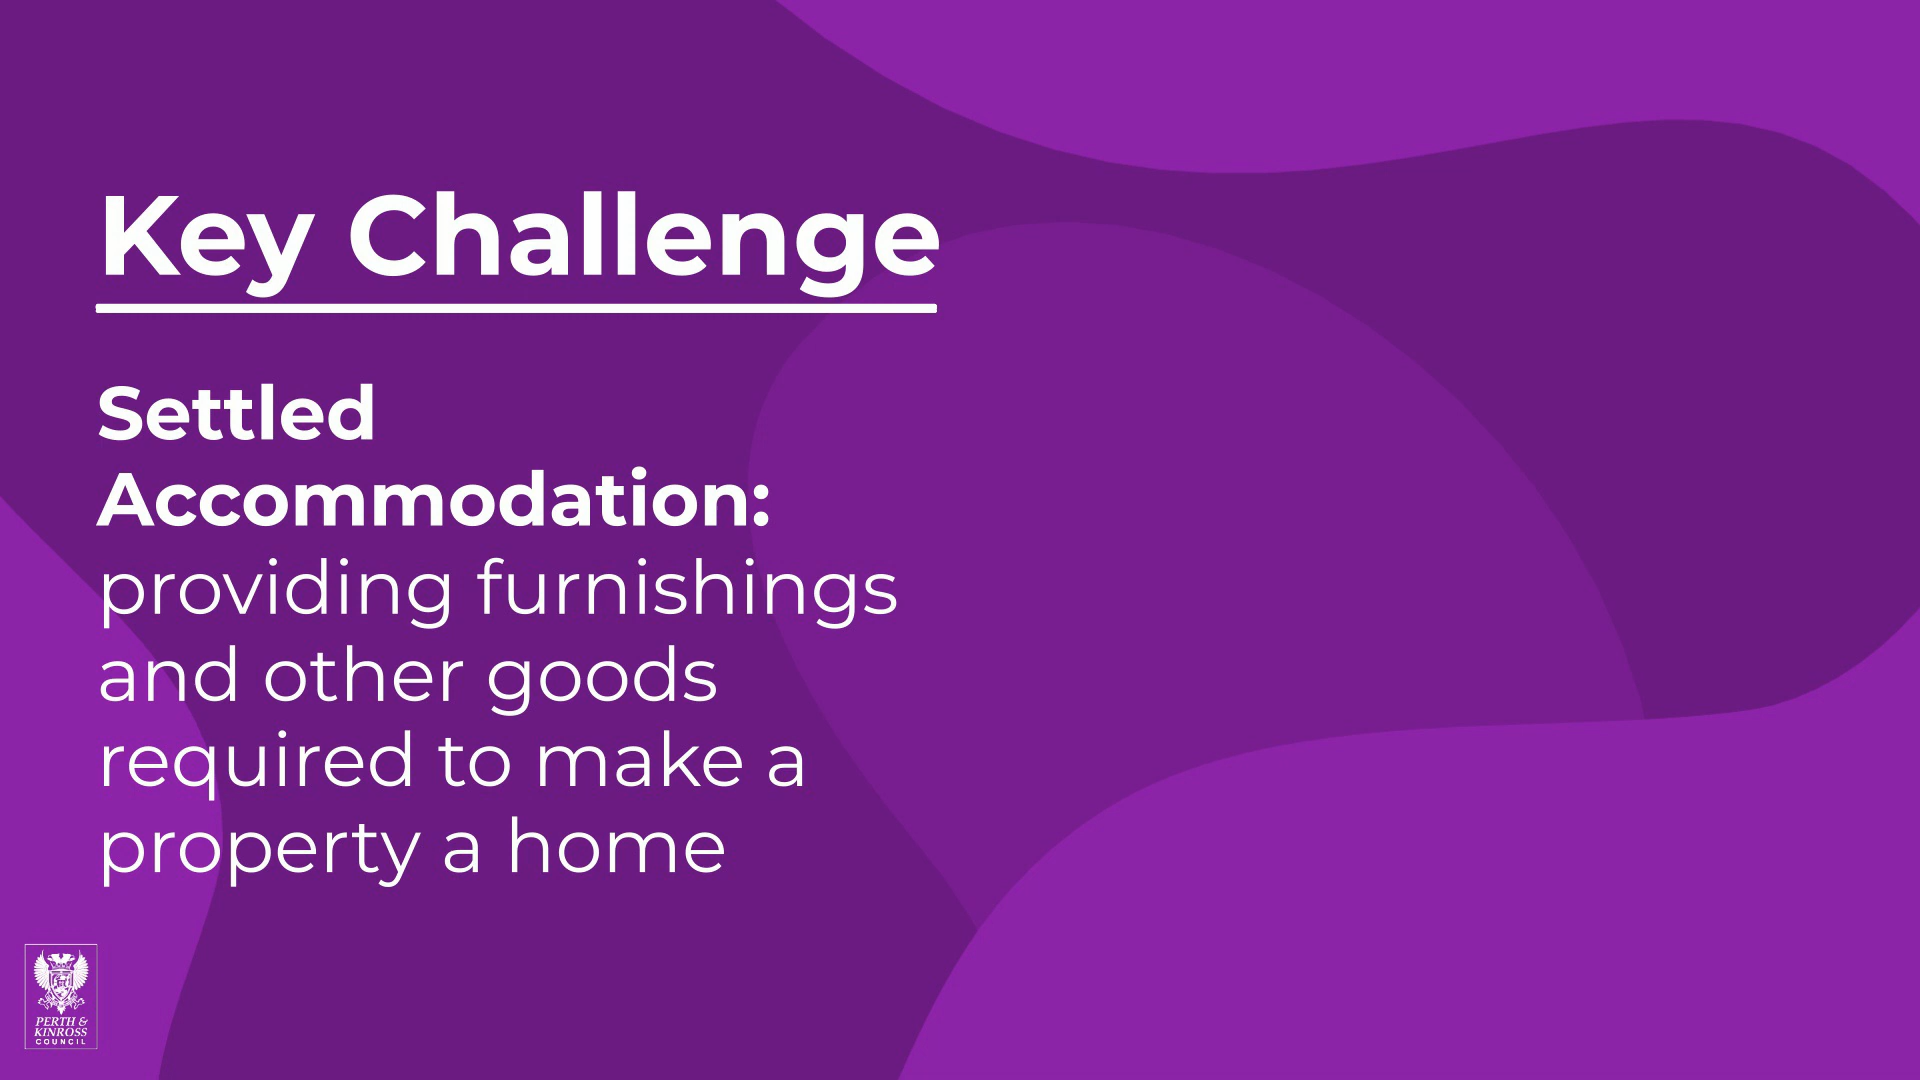 Key Challenge
Settled
Accommodation:
providing furnishings
and other goods
required to make a
property a home
PERTH &
KINROSS
COUNCIL